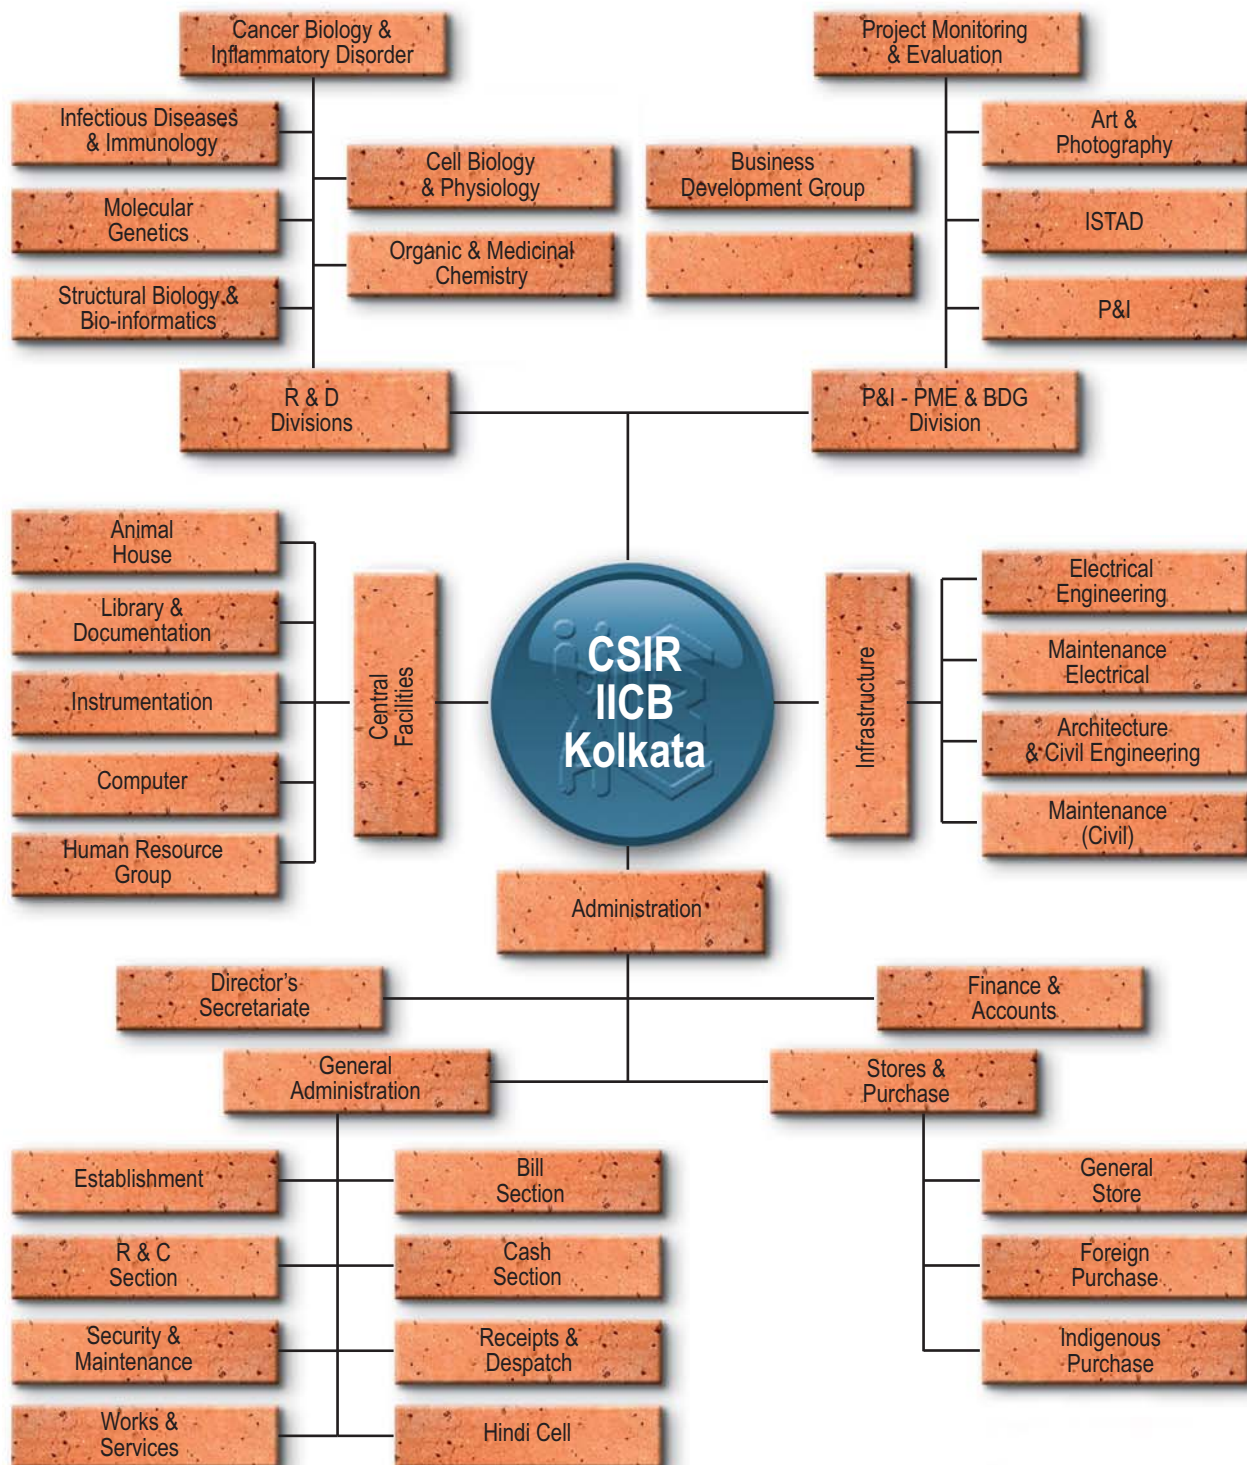 Cancer Biology &
Inflammatory Disorder
Project Monitoring
& Evaluation
Infectious Diseases
& Immunology
Art &
Photography
Cell Biology
& Physiology
Business
Development Group
Molecular
Genetics
ISTAD
Organic & Medicinal
Chemistry
Structural Biology &
Bio-informatics
P&I
R & D
Divisions
P&I - PME & BDG
Division
Animal
House
Library &
Documentation
Instrumentation
Computer
Human Resource
Group
Central
Facilities
CSIR
IICB
Kolkata
Infrastructure
Electrical
Engineering
Maintenance
Electrical
Architecture
& Civil Engineering
Maintenance
(Civil)
Administration
Director's
Secretariate
Finance &
Accounts
General
Administration
Stores &
Purchase
Establishment
Bill
Section
R & C
Section
Cash
Section
Security &
Maintenance
Receipts &
Despatch
Works &
Services
Hindi Cell
General
Store
Foreign
Purchase
Indigenous
Purchase